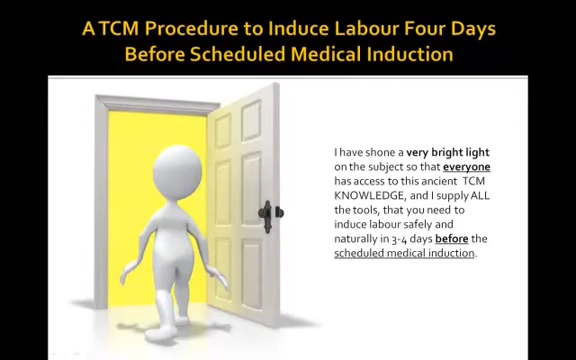 A TCM Procedure to Induce Labour Four Days
Before Scheduled Medical Induction
I have shone a very bright light
on the subject so that everyone
has access to this ancient TCM
KNOWLEDGE, and I supply ALL
the tools, that you need to
induce labour safely and
naturally in 3-4 days before the
scheduled medical induction.